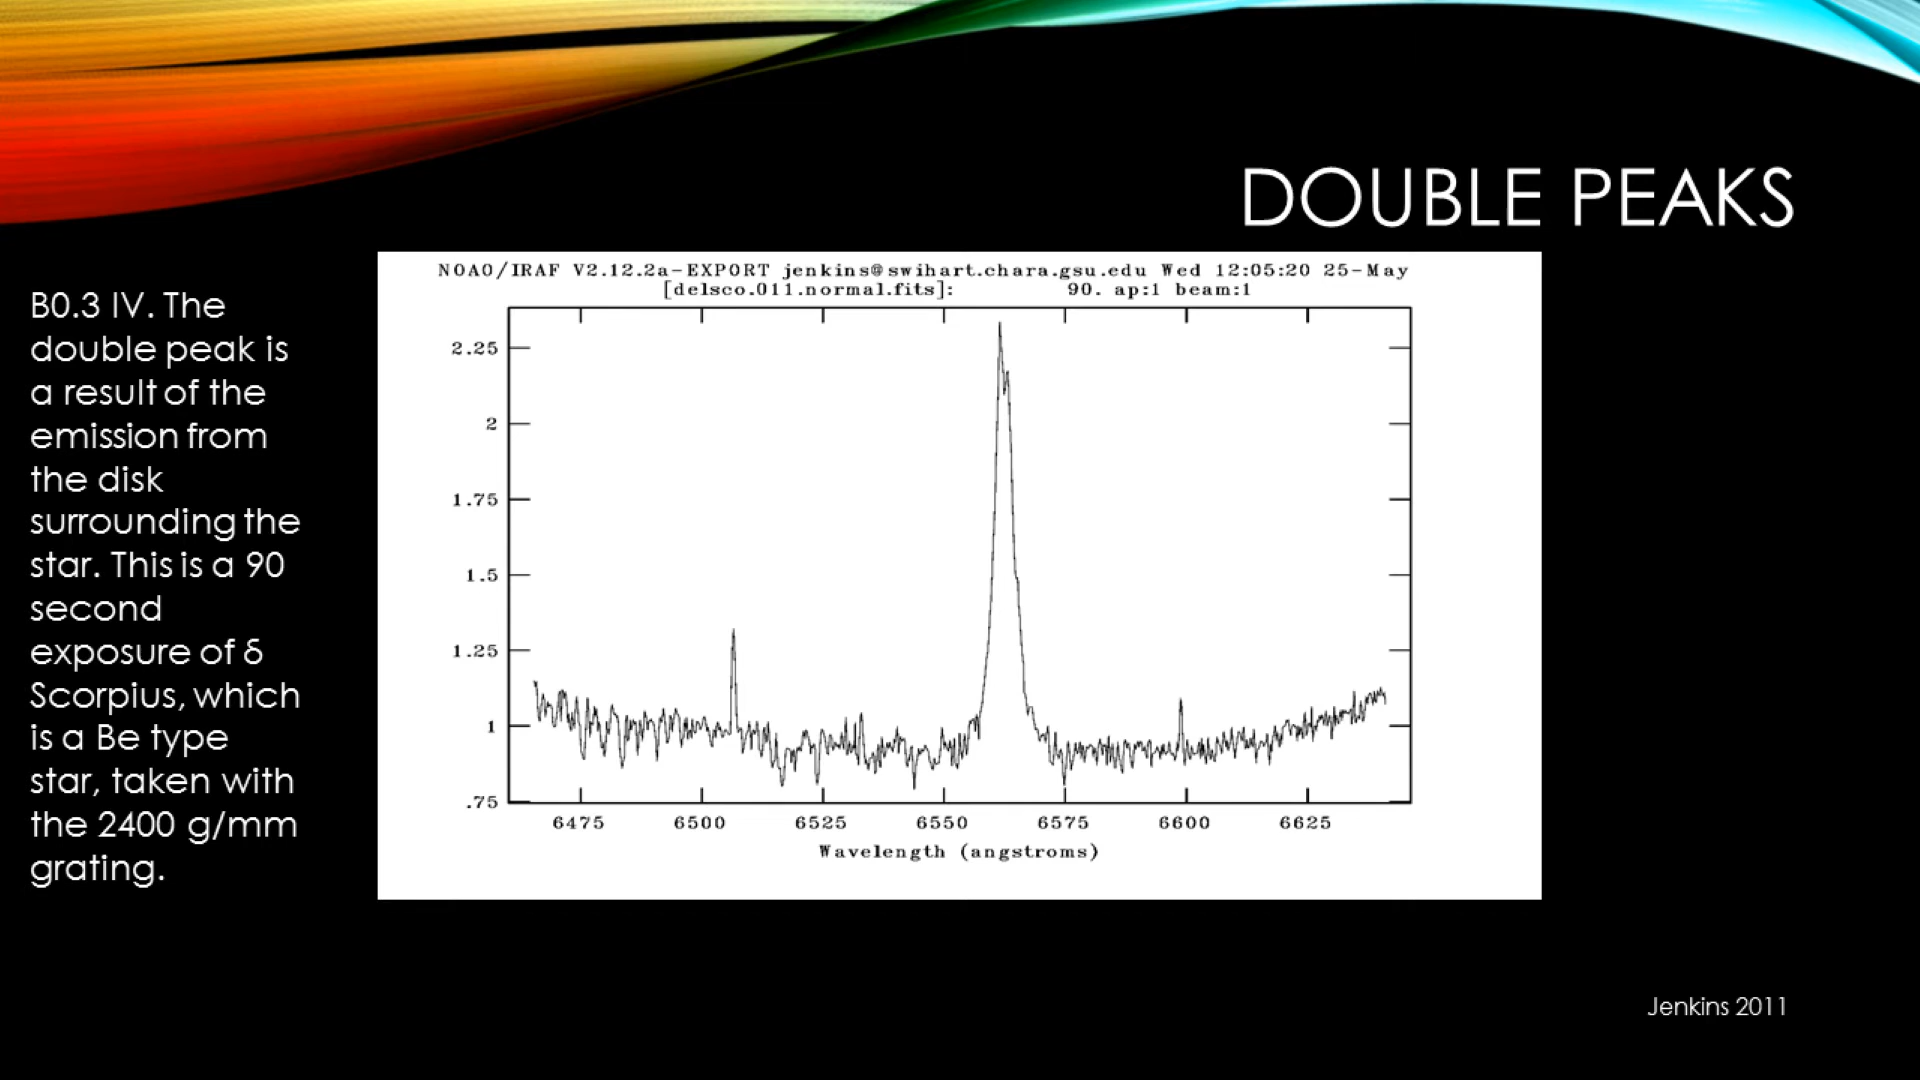 DOUBLE PEAKS
B0.3 IV. The
double peak is
a result of the
emission from
the disk
surrounding the
star. This is a 90
second
exposure of δ
Scorpius, which
is a Be type
star, taken with
the 2400 g/mm
grating.
NOAO/IRAF V2.12.2a-EXPORT jenkins@swihart.chara.gsu.edu Wed 12:05:20 25-May
[delsco.011.normal.fits]: 90. ap:1 beam:1
2.25
2
1.75
1.5
1.25
1
.75
6475 6500 6525 6550 6575 6600 6625
Wavelength (angstroms)
Jenkins 2011